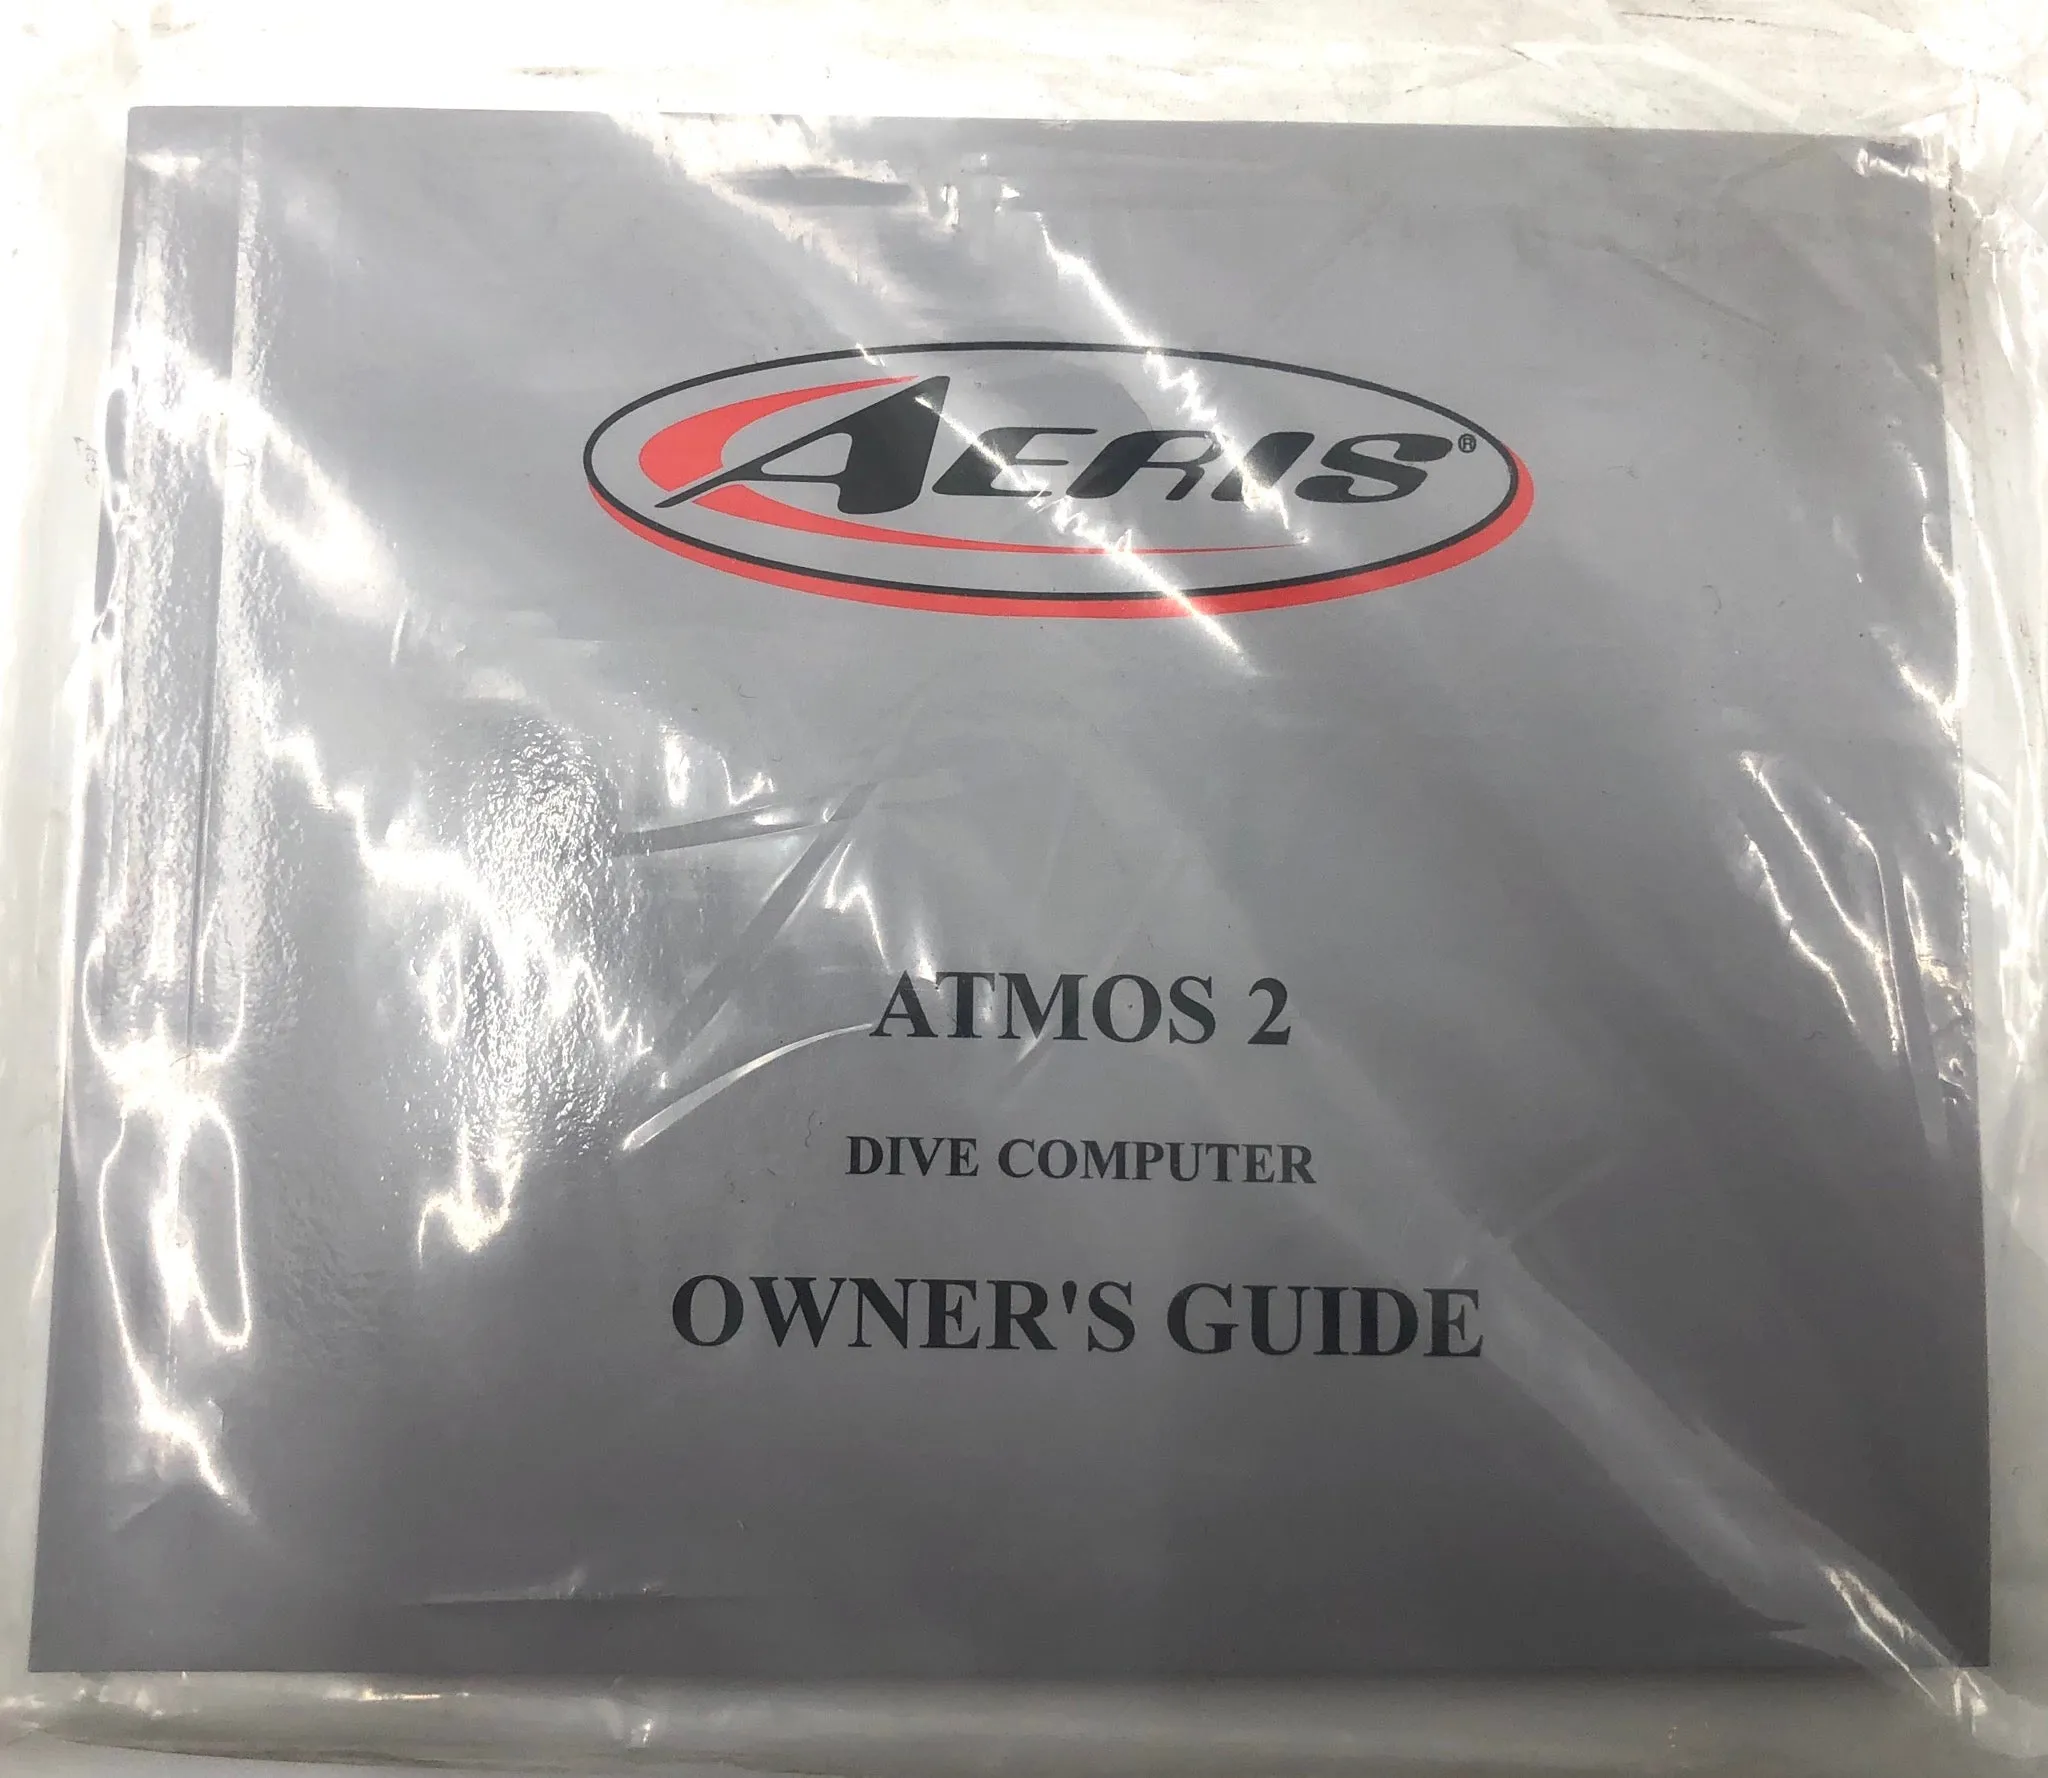 AERIS®
ATMOS 2
DIVE COMPUTER
OWNER'S GUIDE